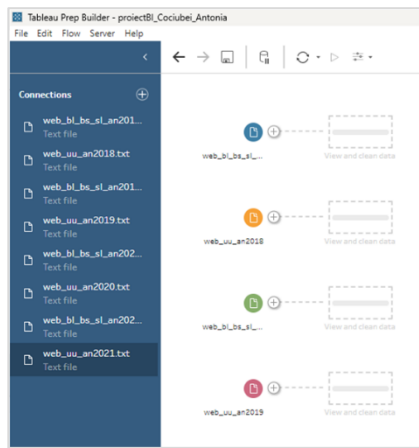 Tableau Prep Builder - proiectBI_Cociubei_Antonia
File Edit Flow Server Help
Connections
web_bl_bs_sl_an201...
Text file
web_uu_an2018.txt
Text file
web_bl_bs_sl_an201...
Text file
web_uu_an2019.txt
Text file
web_bl_bs_sl_an202...
Text file
web_uu_an2020.txt
Text file
web_bl_bs_sl_an202...
Text file
web_uu_an2021.txt
Text file
web_bl_bs_sl_...
View and clean data
web_uu_an2018
View and clean data
web_bl_bs_sl_...
View and clean data
web_uu_an2019
View and clean data